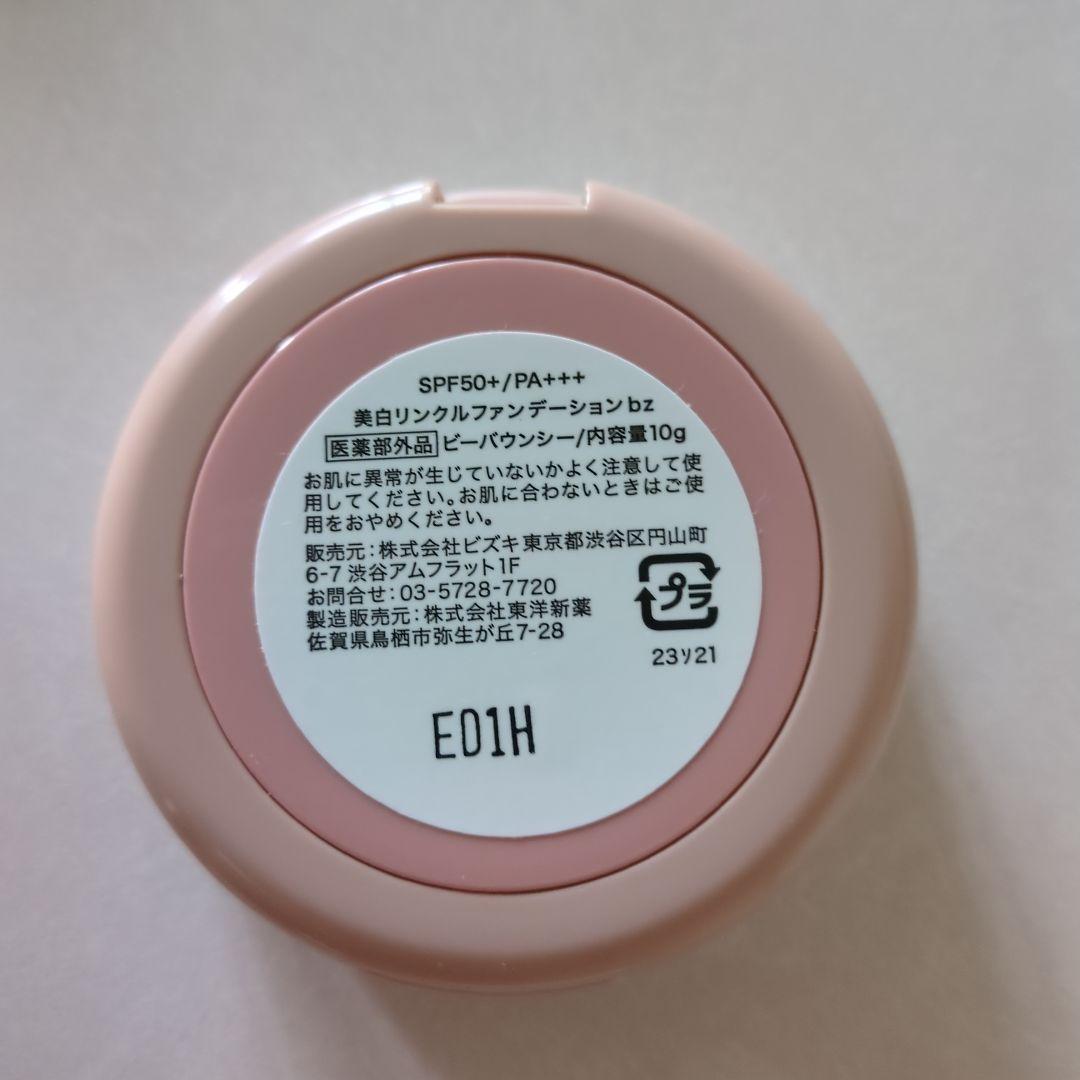 SPF50+/PA+++
美白リンクルファンデーションbz
医薬部外品 ビーバウンシー/内容量10g
お肌に異常が生じていないかよく注意して使
用してください。お肌に合わないときはご使
用をおやめください。
販売元:株式会社ビズキ東京都渋谷区円山町
6-7 渋谷アムフラット1F
お問合せ:03-5728-7720
製造販売元:株式会社東洋新薬
佐賀県鳥栖市弥生が丘7-28
プラ
23ソ21
E01H